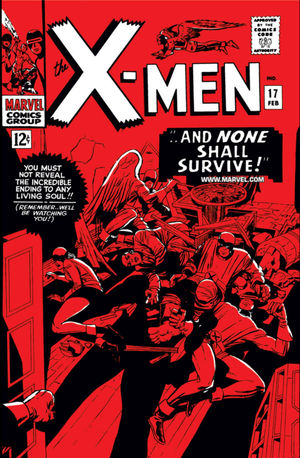 the X-MEN
APPROVED
BY THE
COMICS
CODE
AUTHORITY
MARVEL
COMICS
GROUP
12¢
NO.
17
FEB
"..AND NONE
SHALL
SURVIVE!"
WWW.MARVEL.COM
YOU MUST
NOT REVEAL
THE INCREDIBLE
ENDING TO ANY
LIVING SOUL!!
(REMEMBER..WE'LL
BE WATCHING
YOU!)